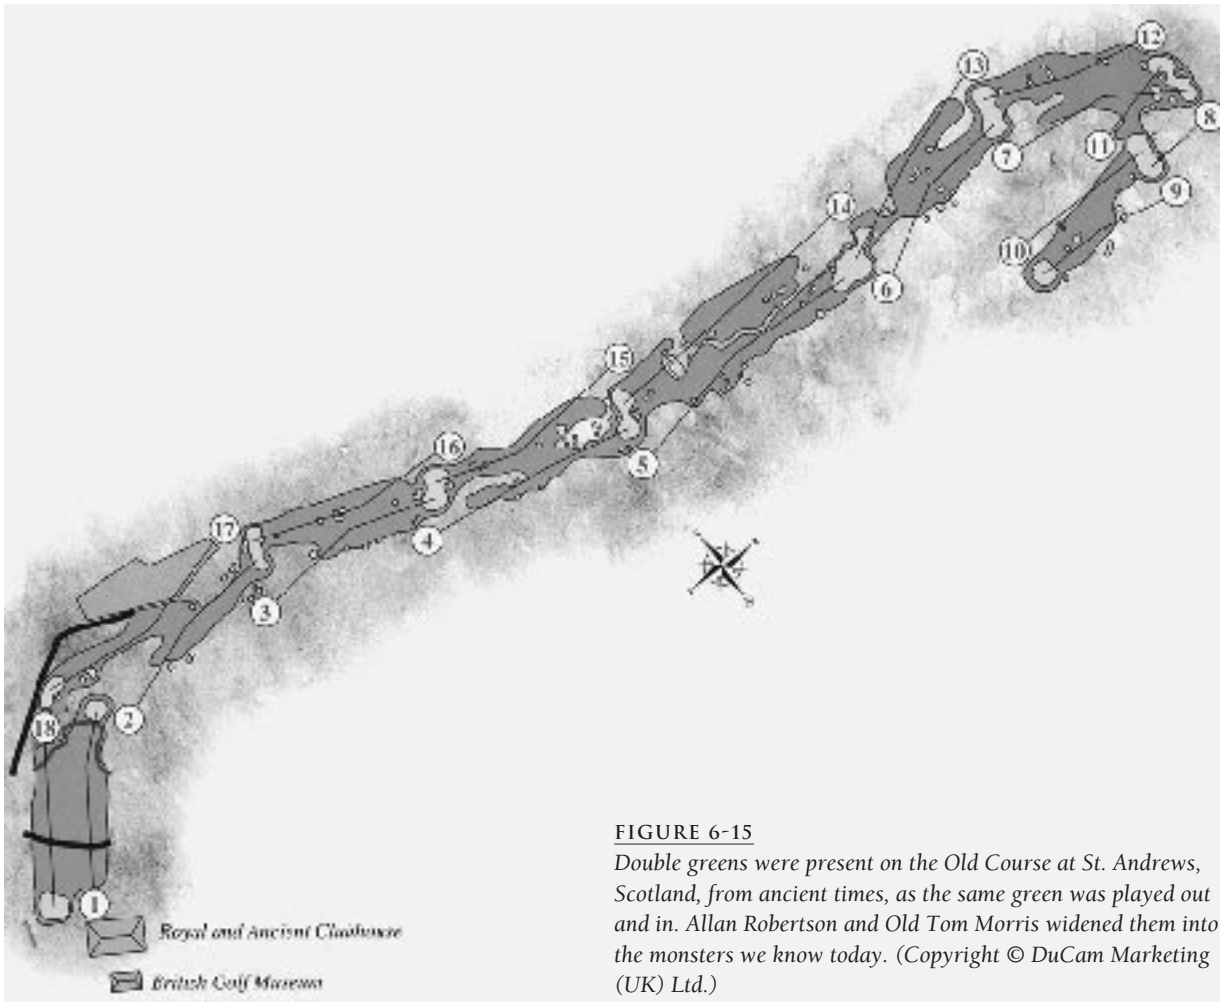 12
13
8
11
7
9
14
10
6
15
5
16
4
17
3
2
18
1
Royal and Ancient Clubhouse
British Golf Museum
FIGURE 6-15
Double greens were present on the Old Course at St. Andrews,
Scotland, from ancient times, as the same green was played out
and in. Allan Robertson and Old Tom Morris widened them into
the monsters we know today. (Copyright © DuCam Marketing
(UK) Ltd.)